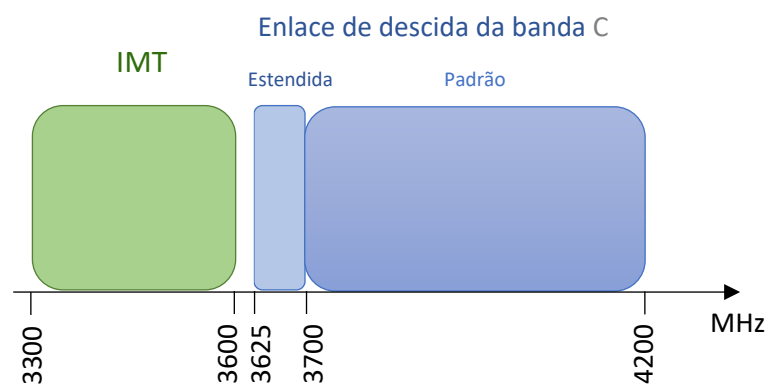 Enlace de descida da banda C
IMT
Estendida
Padrão
3300
3600
3625
3700
4200
MHz